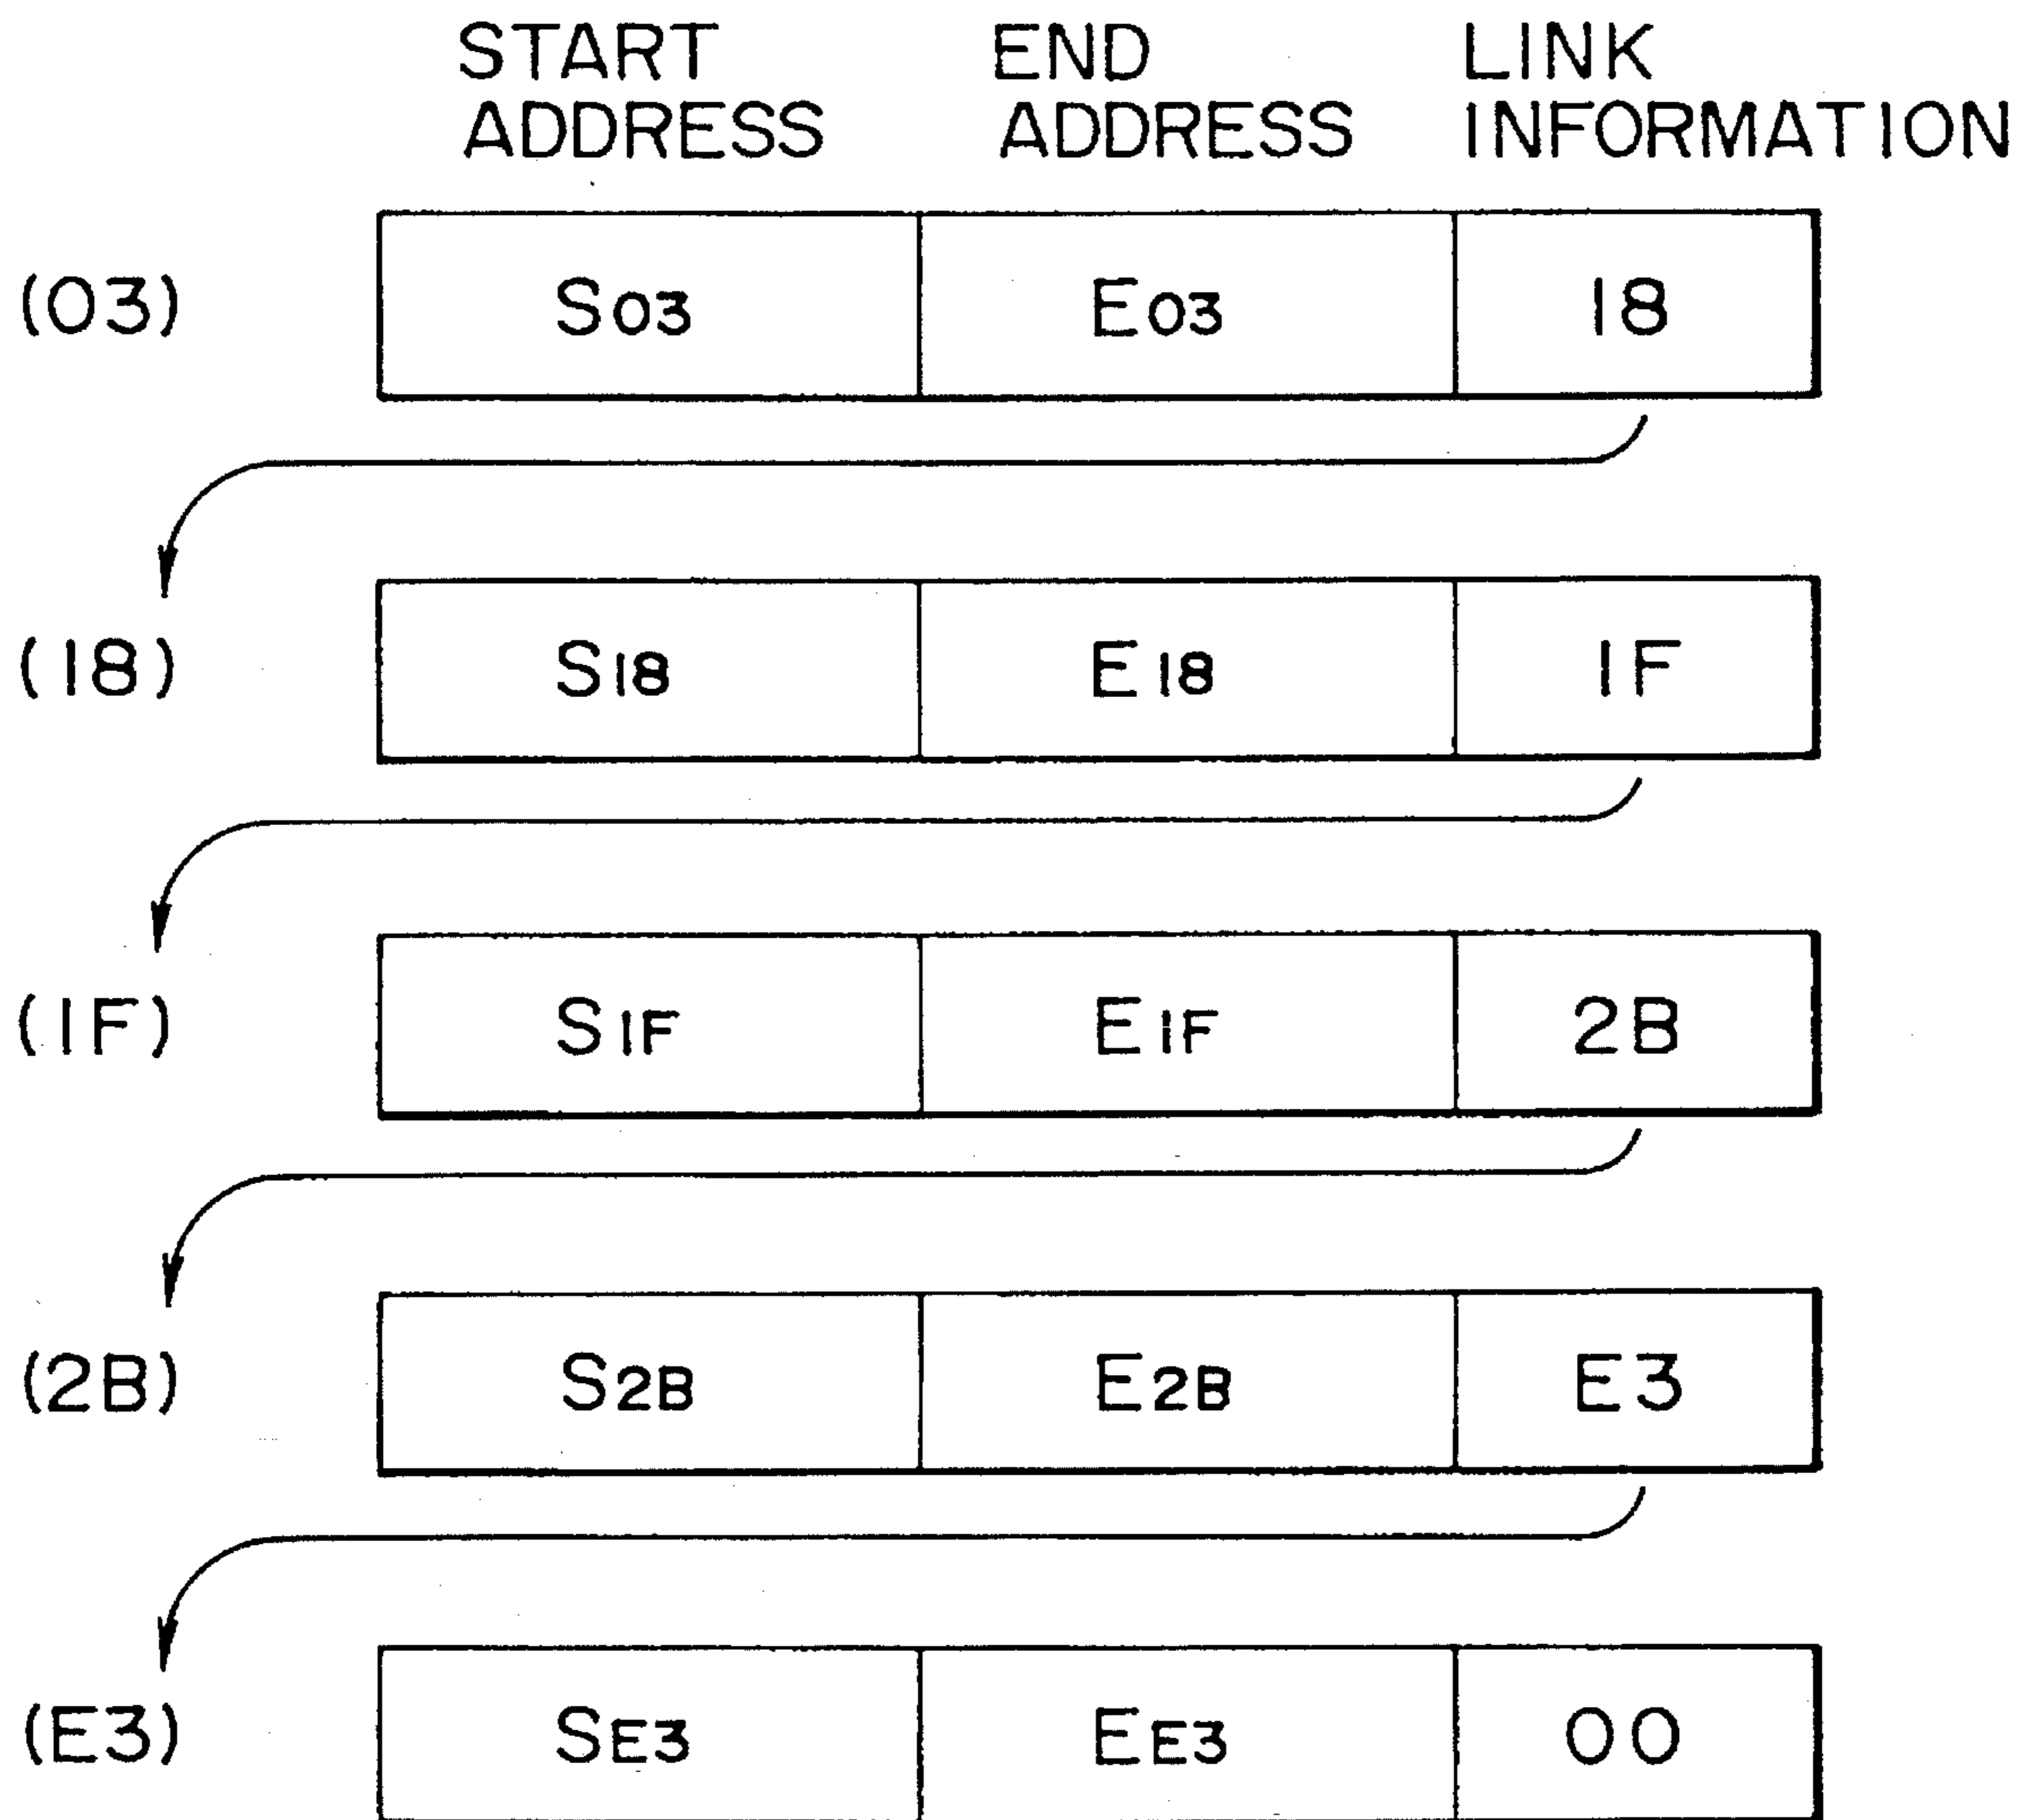 START ADDRESS END ADDRESS LINK INFORMATION
(03) S03 E03 18
(18) S18 E18 1F
(1F) S1F E1F 2B
(2B) S2B E2B E3
(E3) SE3 EE3 00